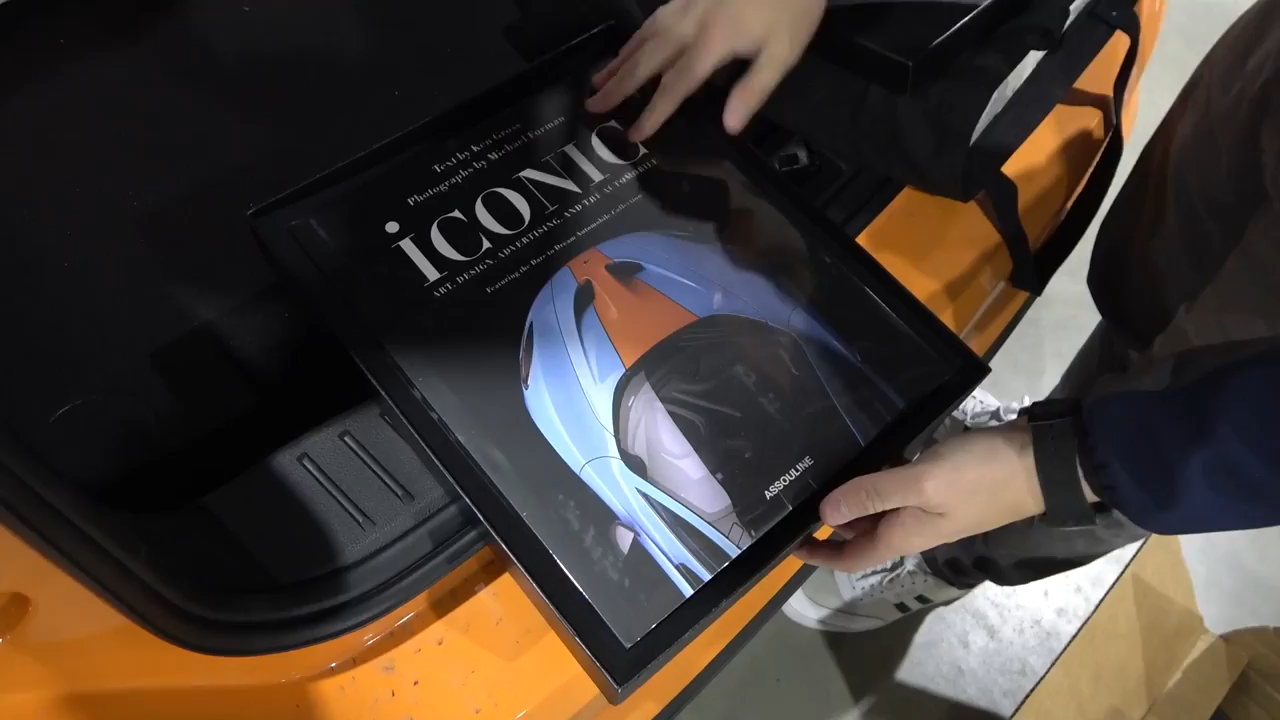 Text by Ken Gross
Photographs by Michael Furman
iCONIC
ART, DESIGN, ADVERTISING, AND THE AUTOMOBILE
Featuring the Dare to Dream Automobile Collection
ASSOULINE